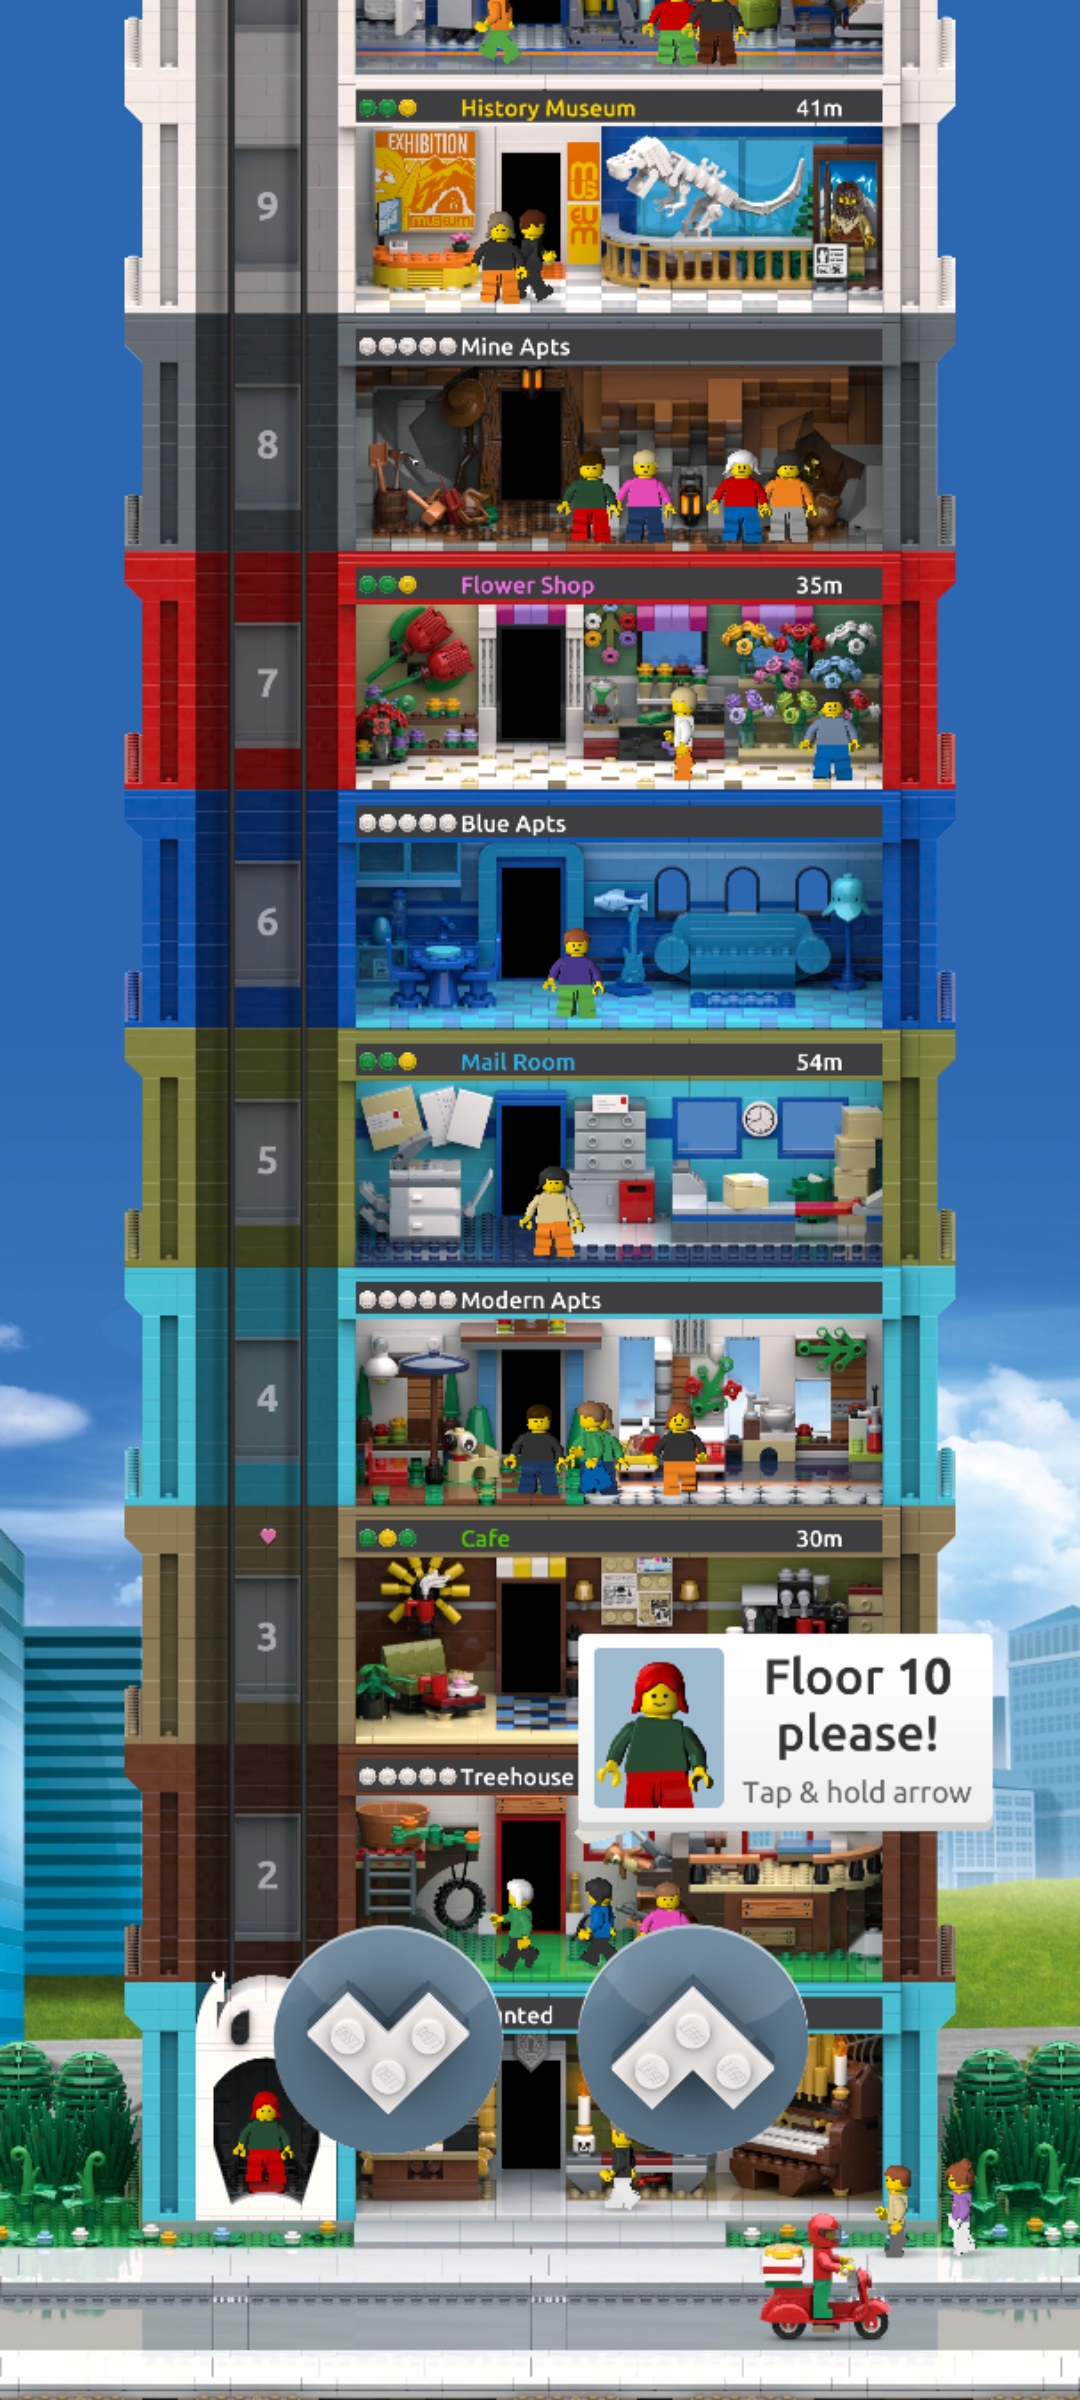 History Museum 41m
EXHIBITION
MUSEUM
MUSEUM
9
Mine Apts
8
Flower Shop 35m
7
Blue Apts
6
Mail Room 54m
5
Modern Apts
4
Cafe 30m
3
Floor 10
please!
Tap & hold arrow
Treehouse
2
nted